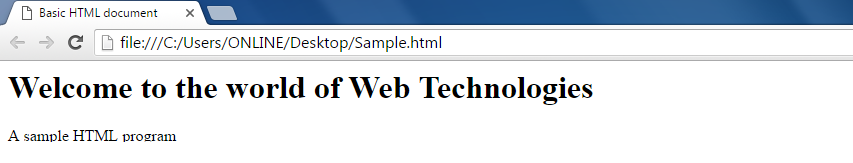 Basic HTML document
file:///C:/Users/ONLINE/Desktop/Sample.html
Welcome to the world of Web Technologies
A sample HTML program